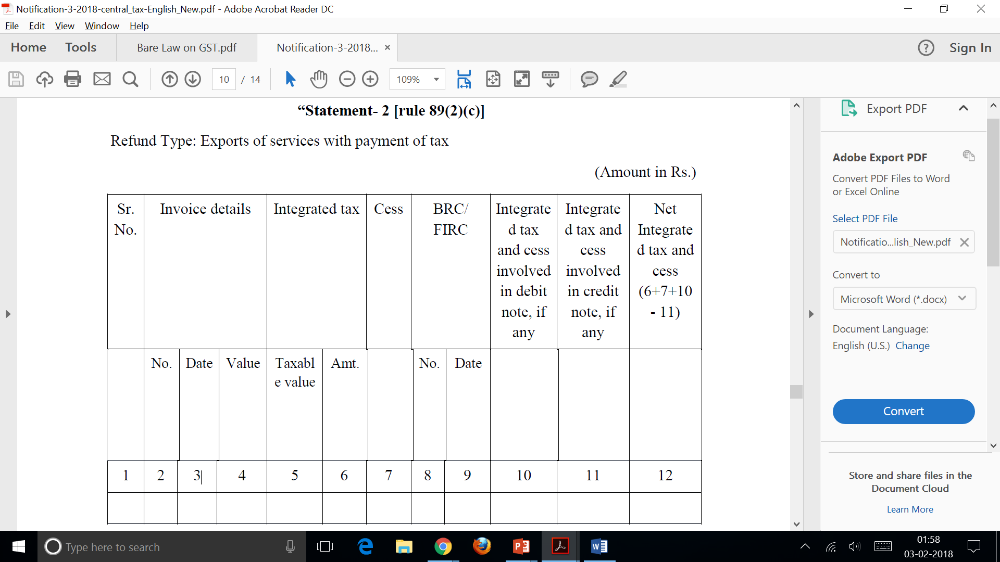 Notification-3-2018-central_tax-English_New.pdf - Adobe Acrobat Reader DC
File Edit View Window Help
Home Tools Bare Law on GST.pdf Notification-3-2018... × ? Sign In
10 / 14 109%
“Statement- 2 [rule 89(2)(c)]
Refund Type: Exports of services with payment of tax
(Amount in Rs.)
Sr. No.
Invoice details
Integrated tax
Cess
BRC/
FIRC
Integrate
d tax
and cess
involved
in debit
note, if
any
Integrate
d tax and
cess
involved
in credit
note, if
any
Net
Integrate
d tax and
cess
(6+7+10
- 11)
No. Date Value Taxabl Amt. No. Date
e value
1 2 3 4 5 6 7 8 9 10 11 12
Export PDF
Adobe Export PDF
Convert PDF Files to Word
or Excel Online
Select PDF File
Notificatio...lish_New.pdf
Convert to
Microsoft Word (*.docx)
Document Language:
English (U.S.) Change
Convert
Store and share files in the
Document Cloud
Learn More
Type here to search
01:58
03-02-2018